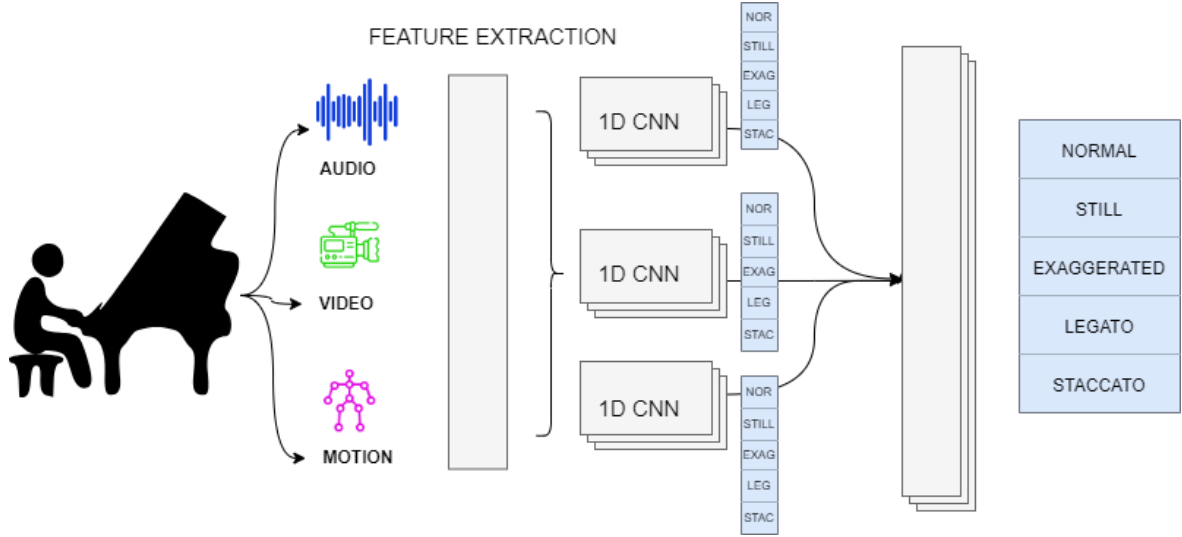 FEATURE EXTRACTION
AUDIO
VIDEO
MOTION
1D CNN
NOR
STILL
EXAG
LEG
STAC
1D CNN
NOR
STILL
EXAG
LEG
STAC
1D CNN
NOR
STILL
EXAG
LEG
STAC
NORMAL
STILL
EXAGGERATED
LEGATO
STACCATO